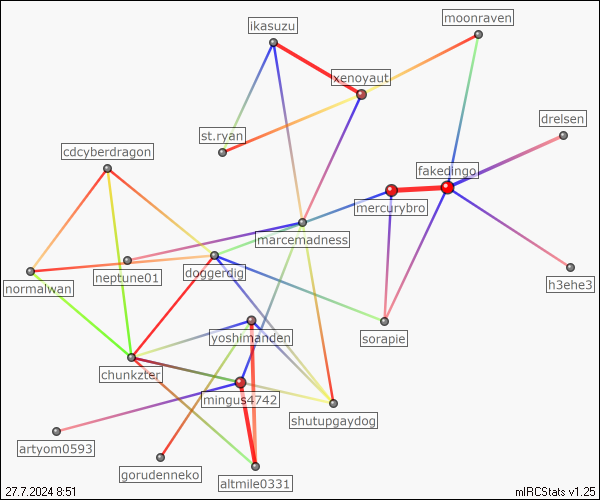 ikasuzu
moonraven
xenoyaut
drelsen
st.ryan
cdcyberdragon
fakedingo
mercurybro
marcemadness
doggerdig
neptune01
normalwan
h3ehe3
yoshimanden
sorapie
chunkzter
mingus4742
shutupgaydog
artyom0593
gorudenneko
altmile0331
27.7.2024 8:51
mIRCStats v1.25